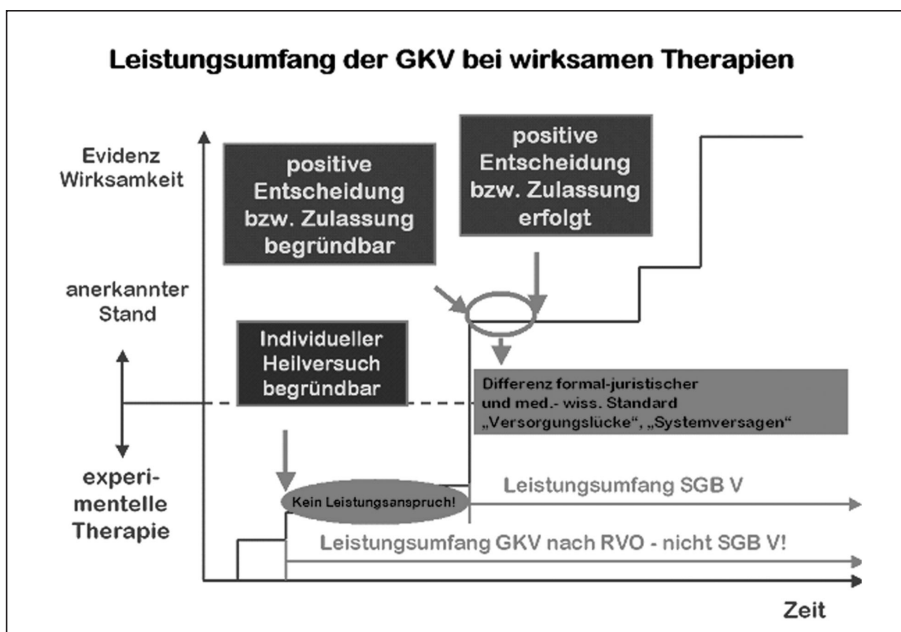 Leistungsumfang der GKV bei wirksamen Therapien
Evidenz
Wirksamkeit
positive
Entscheidung
bzw. Zulassung
begründbar
positive
Entscheidung
bzw. Zulassung
erfolgt
anerkannter
Stand
Individueller
Heilversuch
begründbar
Differenz formal-juristischer
und med.- wiss. Standard
„Versorgungslücke“, „Systemversagen“
experi-
mentelle
Therapie
Kein Leistungsanspruch!
Leistungsumfang SGB V
Leistungsumfang GKV nach RVO - nicht SGB V!
Zeit